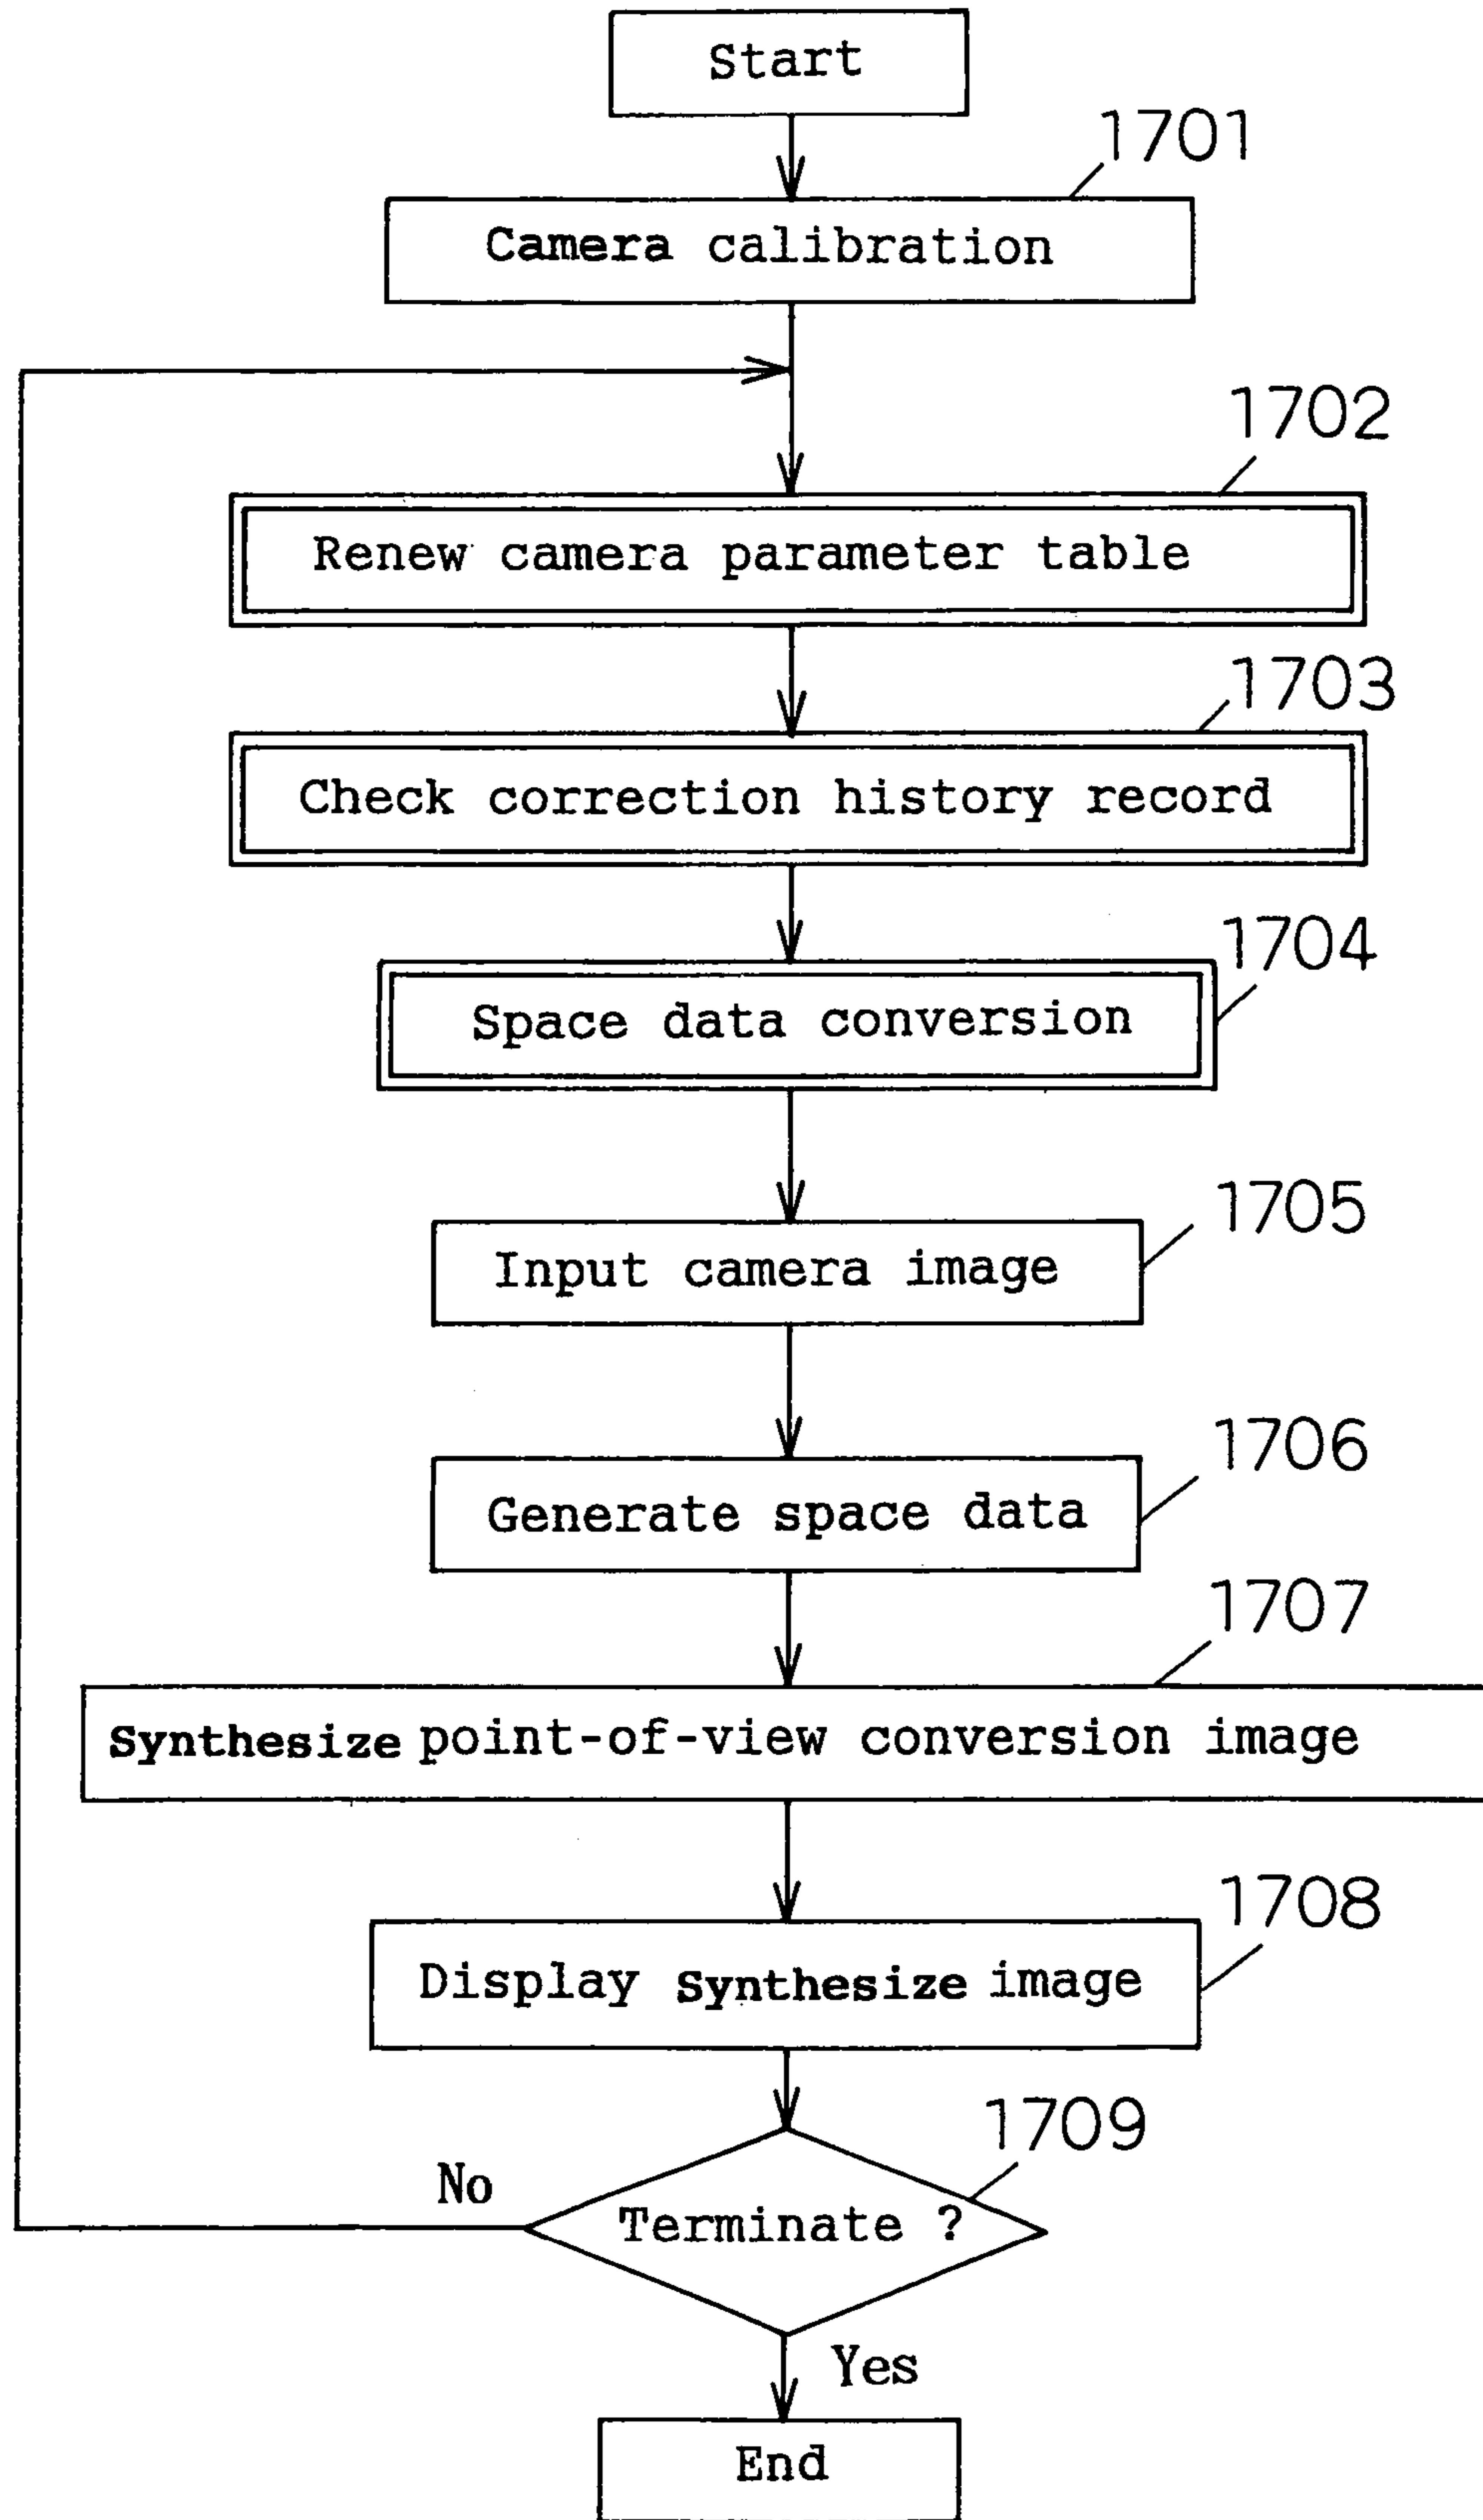 Start
1701
Camera calibration
1702
Renew camera parameter table
1703
Check correction history record
1704
Space data conversion
1705
Input camera image
1706
Generate space data
1707
Synthesize point-of-view conversion image
1708
Display Synthesize image
1709
No
Terminate ?
Yes
End